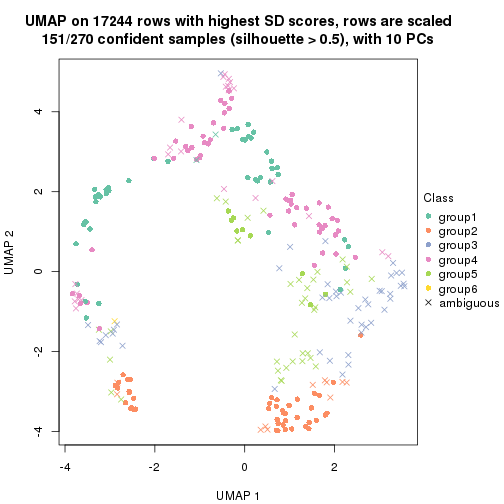 UMAP on 17244 rows with highest SD scores, rows are scaled
151/270 confident samples (silhouette > 0.5), with 10 PCs
4
2
0
-2
-4
UMAP 2
-4
-2
0
2
UMAP 1
Class
group1
group2
group3
group4
group5
group6
ambiguous